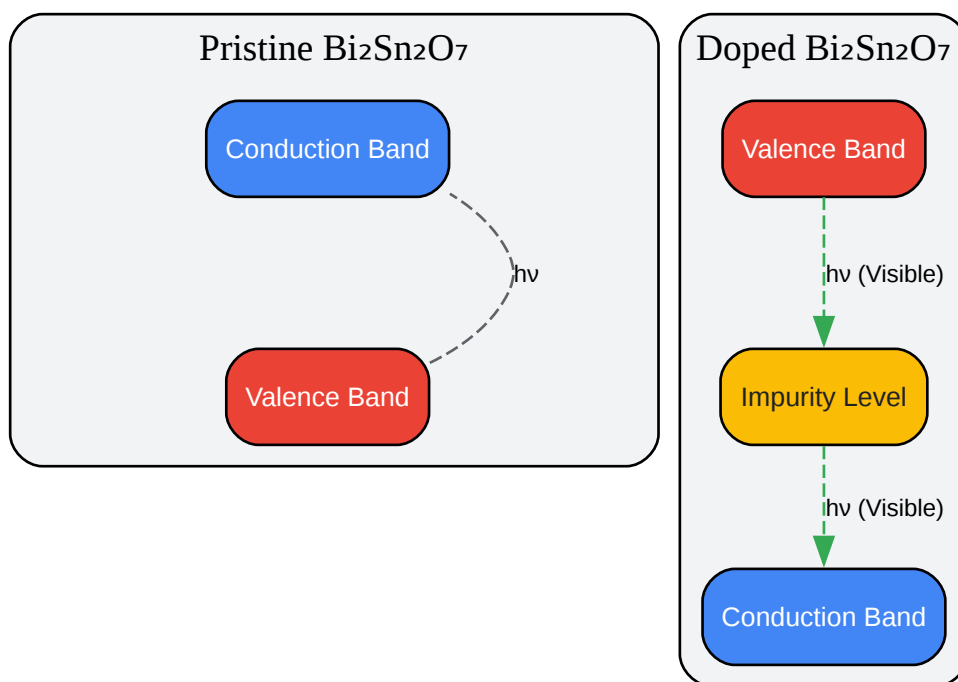 Pristine Bi₂Sn₂O₇
Conduction Band
hν
Valence Band
Doped Bi₂Sn₂O₇
Valence Band
hν (Visible)
Impurity Level
hν (Visible)
Conduction Band